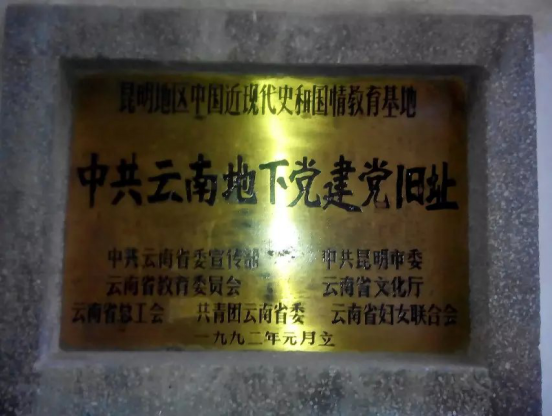 昆明地区中国近现代史和国情教育基地
中共云南地下党建党旧址
中共云南省委宣传部 中共昆明市委
云南省教育委员会 云南省文化厅
云南省总工会 共青团云南省委 云南省妇女联合会
一九九二年元月立